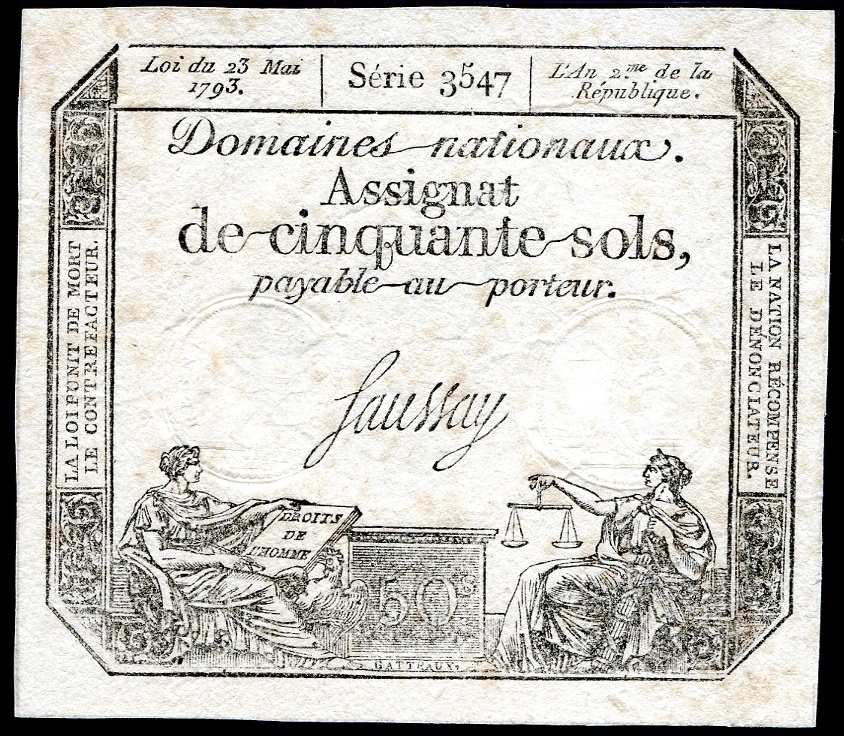 Loi du 23 Mai
1793.
Série 3547
L'An 2.me de la
République.
Domaines nationaux.
Assignat
de cinquante sols,
payable au porteur.
LA LOI PUNIT DE MORT
LE CONTREFACTEUR.
LA NATION RÉCOMPENSE
LE DÉNONCIATEUR.
Saussay
DROITS
DE
L'HOMME
50 s
GATTEAUX.